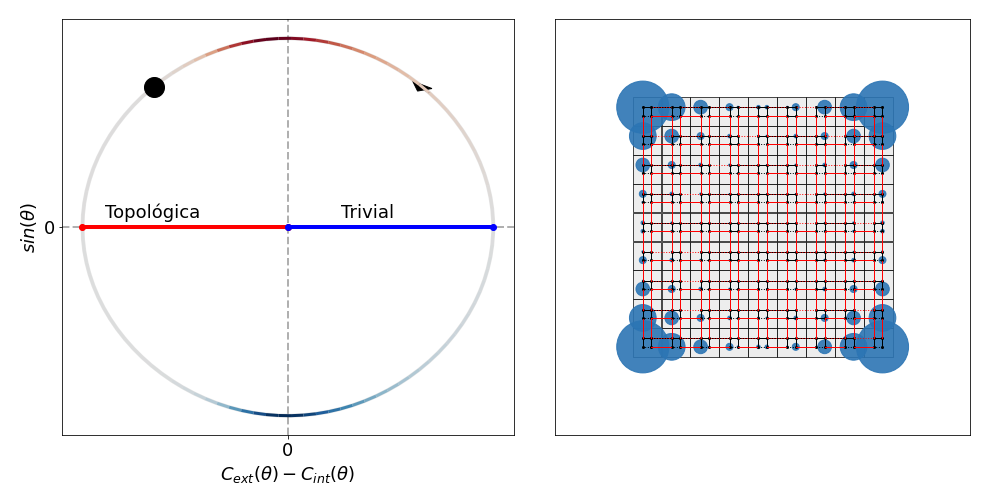 Topológica
Trivial
sin(θ)
0
0
C_ext(θ) − C_int(θ)